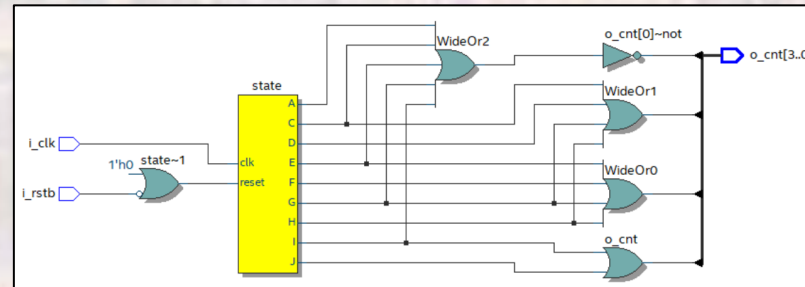 o_cnt[0]~not
WideOr2
o_cnt[3..0
WideOr1
state
A
C
D
i_clk
1'h0
state~1
clk
E
WideOr0
reset
F
i_rstb
G
H
o_cnt
I
J